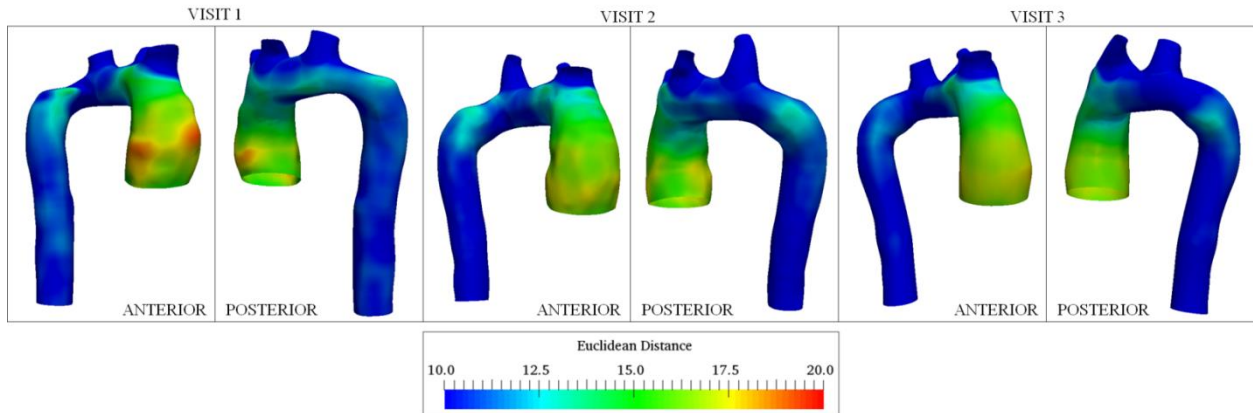 VISIT 1 VISIT 2 VISIT 3
ANTERIOR POSTERIOR ANTERIOR POSTERIOR ANTERIOR POSTERIOR
Euclidean Distance
10.0 12.5 15.0 17.5 20.0